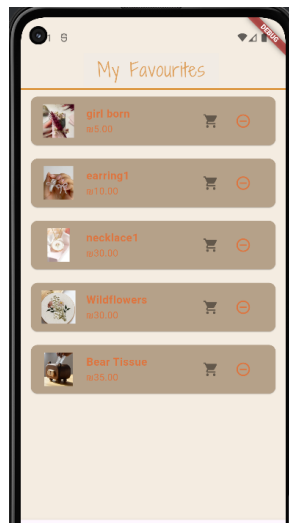 DEBUG
My Favourites
girl born
₪5.00
earring1
₪10.00
necklece1
₪30.00
Wildflowers
₪30.00
Bear Tissue
₪35.00